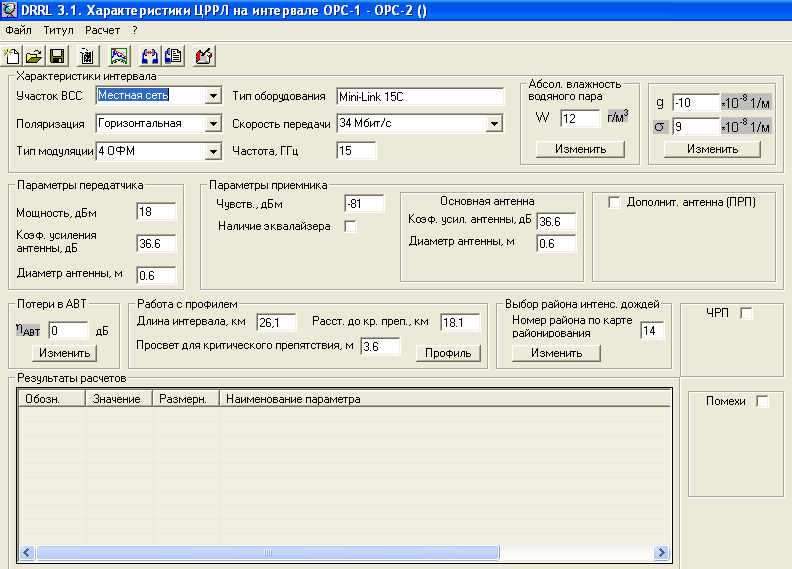 DRRL 3.1. Характеристики ЦРРЛ на интервале ОРС-1 - ОРС-2 ()
Файл Титул Расчет ?
Характеристики интервала
Участок ВСС Местная сеть Тип оборудования Mini-Link 15C
Поляризация Горизонтальная Скорость передачи 34 Мбит/с
Тип модуляции 4 ОФМ Частота, ГГц 15
Абсол. влажность
водяного пара
W 12 г/м³
Изменить
g -10 *10⁻⁸ 1/м
σ 9 *10⁻⁸ 1/м
Изменить
Параметры передатчика
Мощность, дБм 18
Коэф. усиления
антенны, дБ 36.6
Диаметр антенны, м 0.6
Параметры приемника
Чувств., дБм -81
Наличие эквалайзера
Основная антенна
Коэф. усил. антенны, дБ 36.6
Диаметр антенны, м 0.6
Дополнит. антенна (ПРП)
Потери в АВТ
ηАВТ 0 дБ
Изменить
Работа с профилем
Длина интервала, км 26,1 Расст. до кр. преп., км 18.1
Просвет для критического препятствия, м 3.6 Профиль
Выбор района интенс. дождей
Номер района по карте
районирования 14
Изменить
ЧРП
Помехи
Результаты расчетов
Обозн. Значение Размерн. Наименование параметра